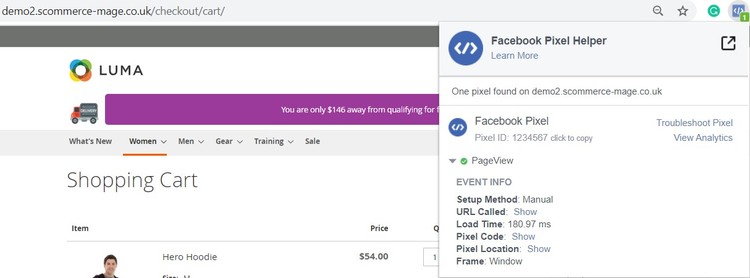 demo2.scommerce-mage.co.uk/checkout/cart/
1
LUMA
DELIVERY
You are only $146 away from qualifying for f
What's New Women Men Gear Training Sale
Shopping Cart
Item Price Q
Hero Hoodie $54.00 1
Facebook Pixel Helper
Learn More
One pixel found on demo2.scommerce-mage.co.uk
Facebook Pixel Troubleshoot Pixel
Pixel ID: 1234567 click to copy View Analytics
PageView
EVENT INFO
Setup Method: Manual
URL Called: Show
Load Time: 180.97 ms
Pixel Code: Show
Pixel Location: Show
Frame: Window